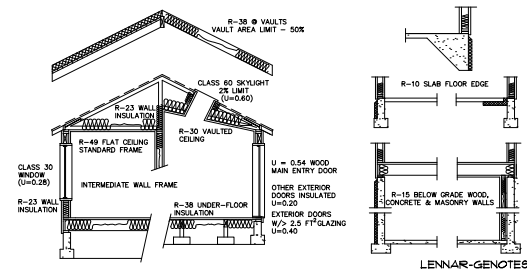 R-38 @ VAULTS
VAULT AREA LIMIT - 50%
CLASS 60 SKYLIGHT
2% LIMIT
(U=0.60)
R-23 WALL
INSULATION
R-49 FLAT CEILING
STANDARD FRAME
R-30 VAULTED
CEILING
CLASS 30
WINDOW
(U=0.28)
INTERMEDIATE WALL FRAME
R-23 WALL
INSULATION
R-38 UNDER-FLOOR
INSULATION
U = 0.54 WOOD
MAIN ENTRY DOOR
OTHER EXTERIOR
DOORS INSULATED
U=0.20
EXTERIOR DOORS
W/> 2.5 FT² GLAZING
U=0.40
R-10 SLAB FLOOR EDGE
R-15 BELOW GRADE WOOD,
CONCRETE & MASONRY WALLS
LENNAR-GENOTES